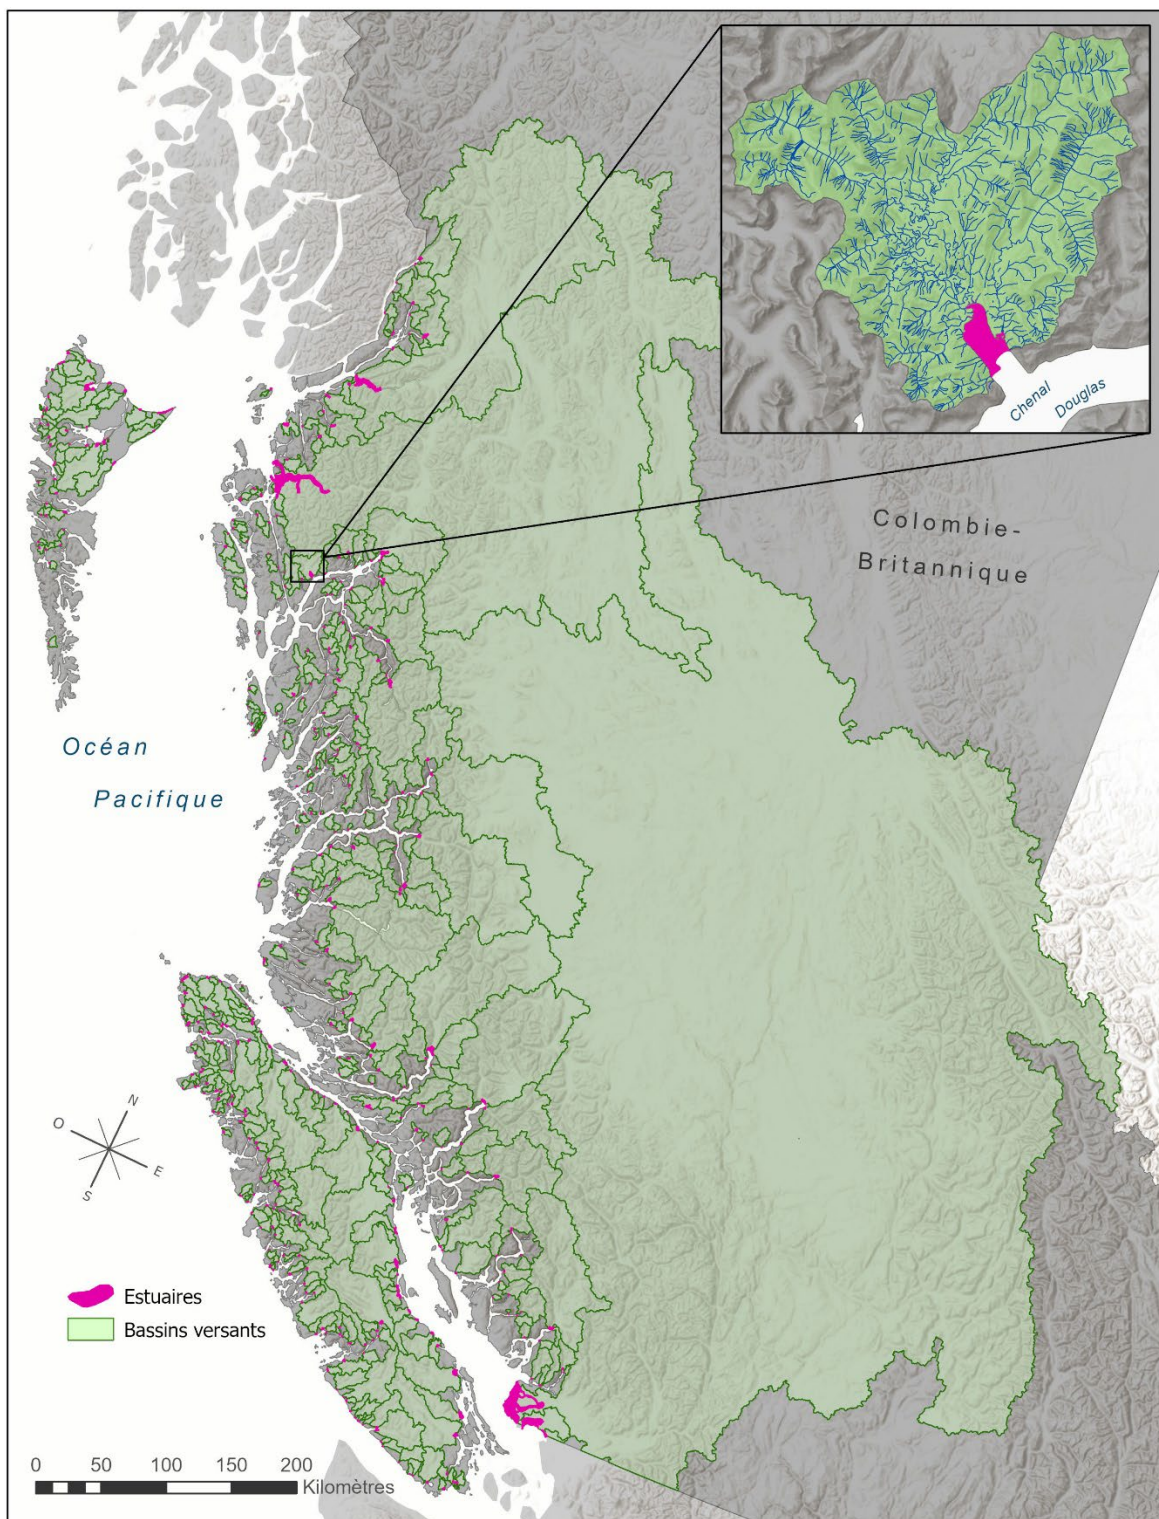 Chenal
Douglas
Colombie-
Britannique
Océan
Pacifique
N
O
E
S
Estuaires
Bassins versants
0 50 100 150 200
Kilomètres